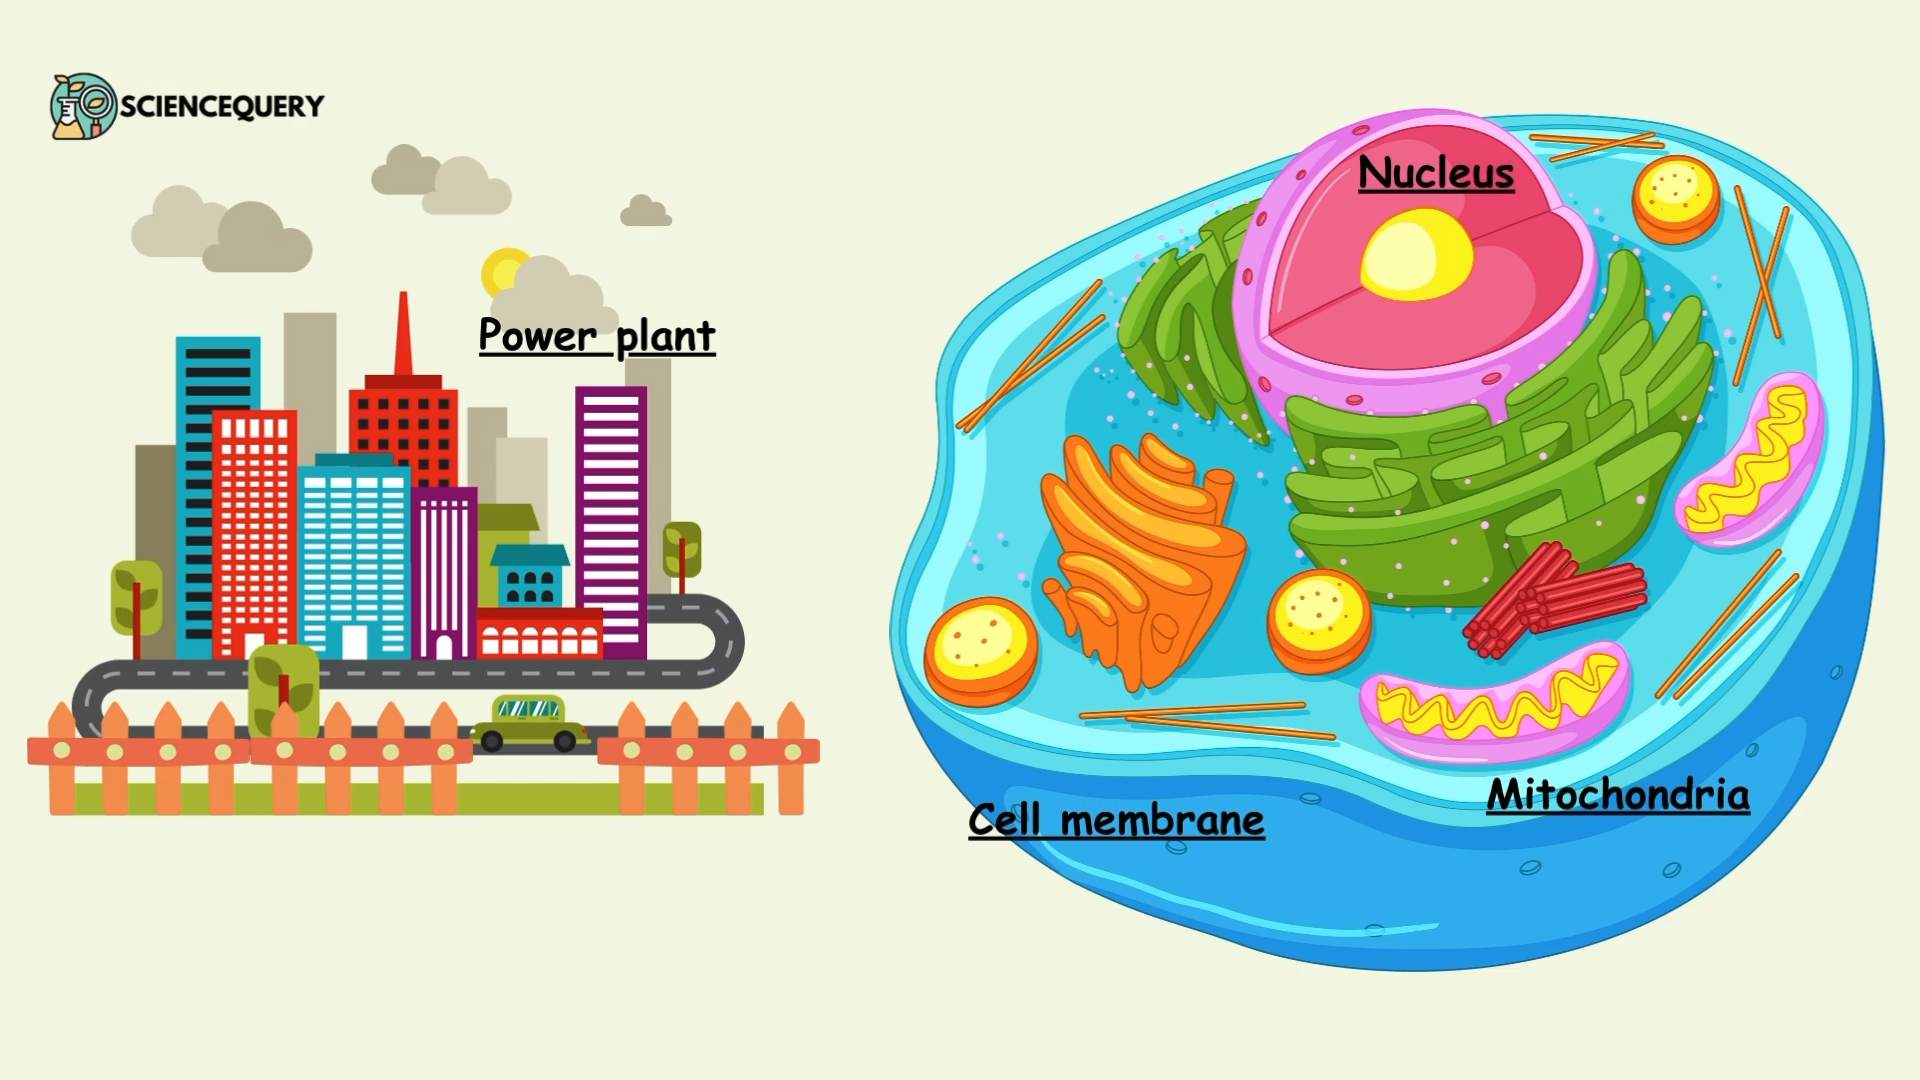 SCIENCEQUERY
Nucleus
Power plant
Mitochondria
Cell membrane